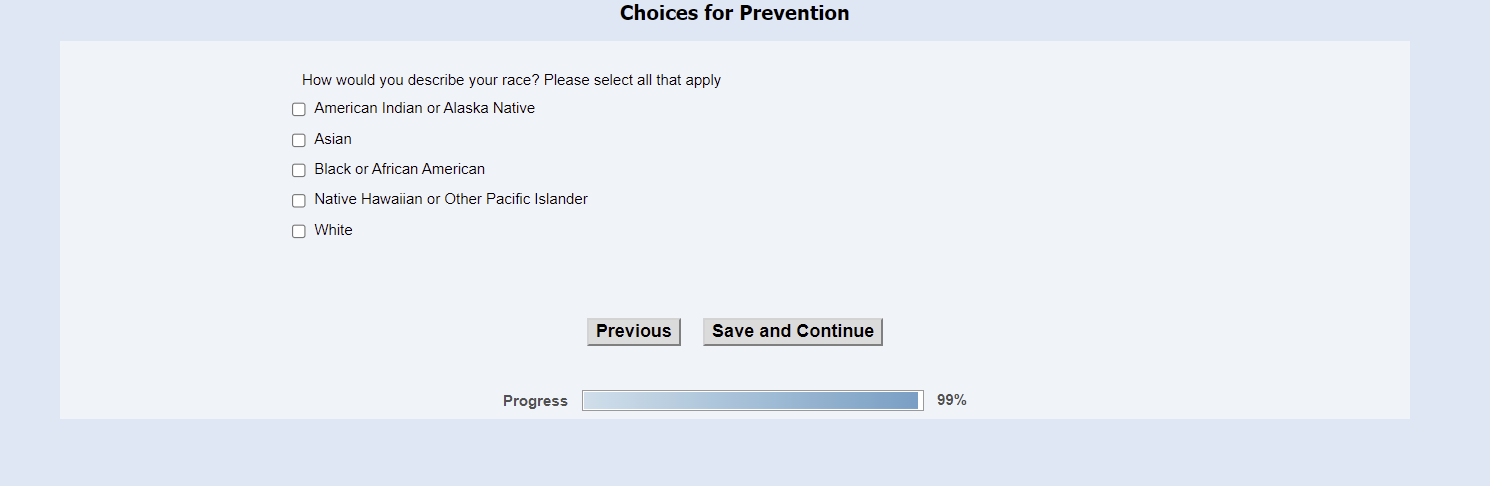 Choices for Prevention
How would you describe your race? Please select all that apply
American Indian or Alaska Native
Asian
Black or African American
Native Hawaiian or Other Pacific Islander
White
Previous Save and Continue
Progress 99%